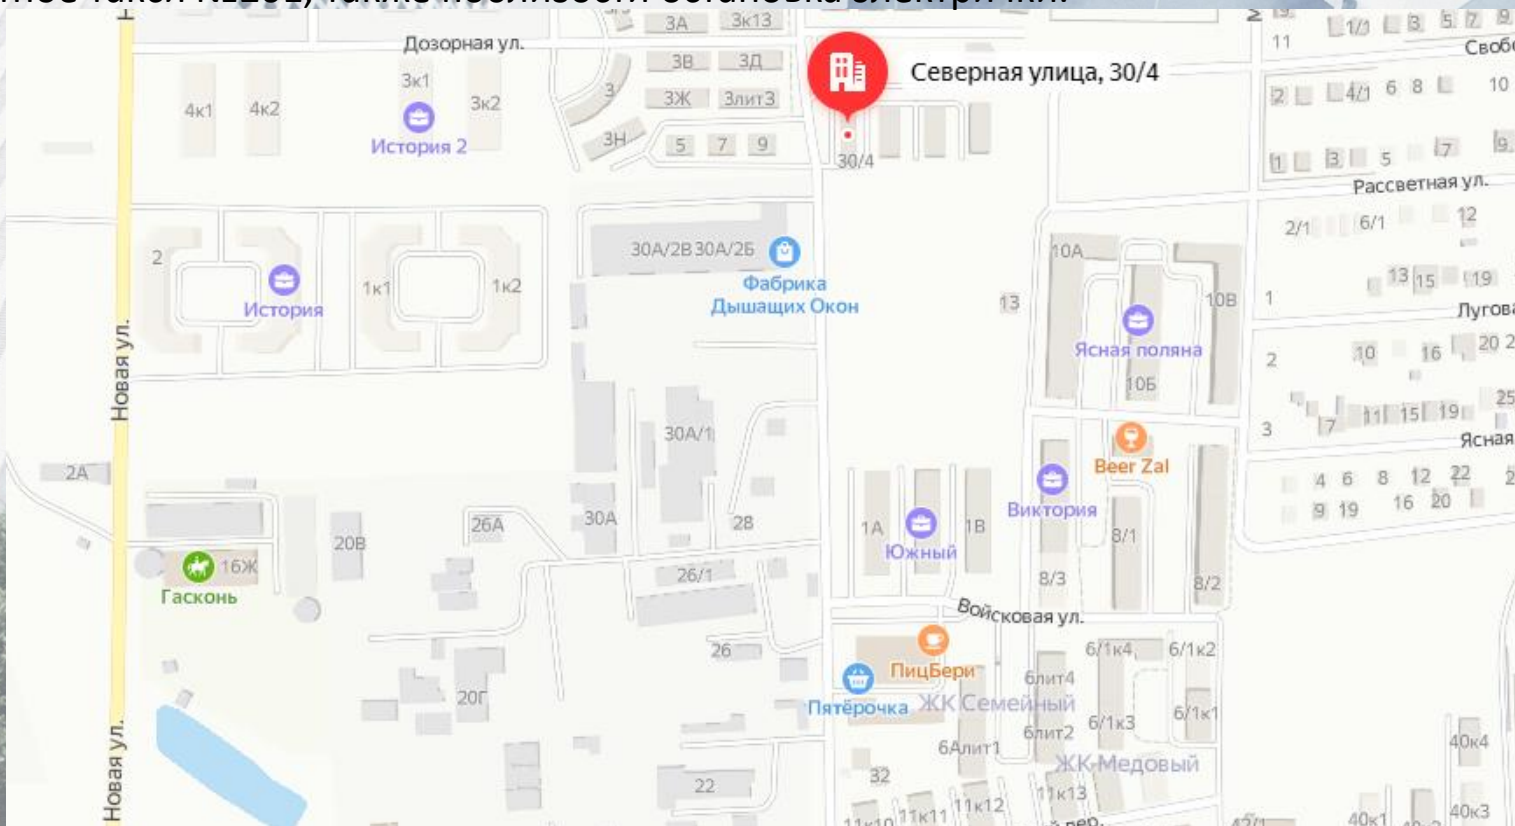 Дозорная ул.
3А
3к13
3В
3Д
3Ж
3лит3
3
3Н
5
7
9
4к1
4к2
3к1
3к2
История 2
Северная улица, 30/4
30/4
11
1/1
3
5
7
9
2
4/1
6
8
10
1
3
5
7
9
Рассветная ул.
2/1
6/1
12
13
15
19
1
2
10
16
20
3
7
11
15
19
25
4
6
8
12
22
9
19
16
20
Новая ул.
2
История
1к1
1к2
30А/2В
30А/2Б
Фабрика
Дышащих Окон
13
10А
10В
Ясная поляна
10Б
Beer Zal
30А/1
2А
20В
26А
30А
28
16Ж
Гасконь
26/1
1А
Южный
1В
Виктория
8/1
8/3
8/2
Войсковая ул.
26
20Г
ПицБери
Пятёрочка
ЖК Семейный
6лит4
6/1к4
6/1к2
6/1к3
6/1к1
6лит2
6Алит1
ЖК Медовый
Новая ул.
22
32
11к10
11к11
11к12
11к13
40к4
40к1
40к3